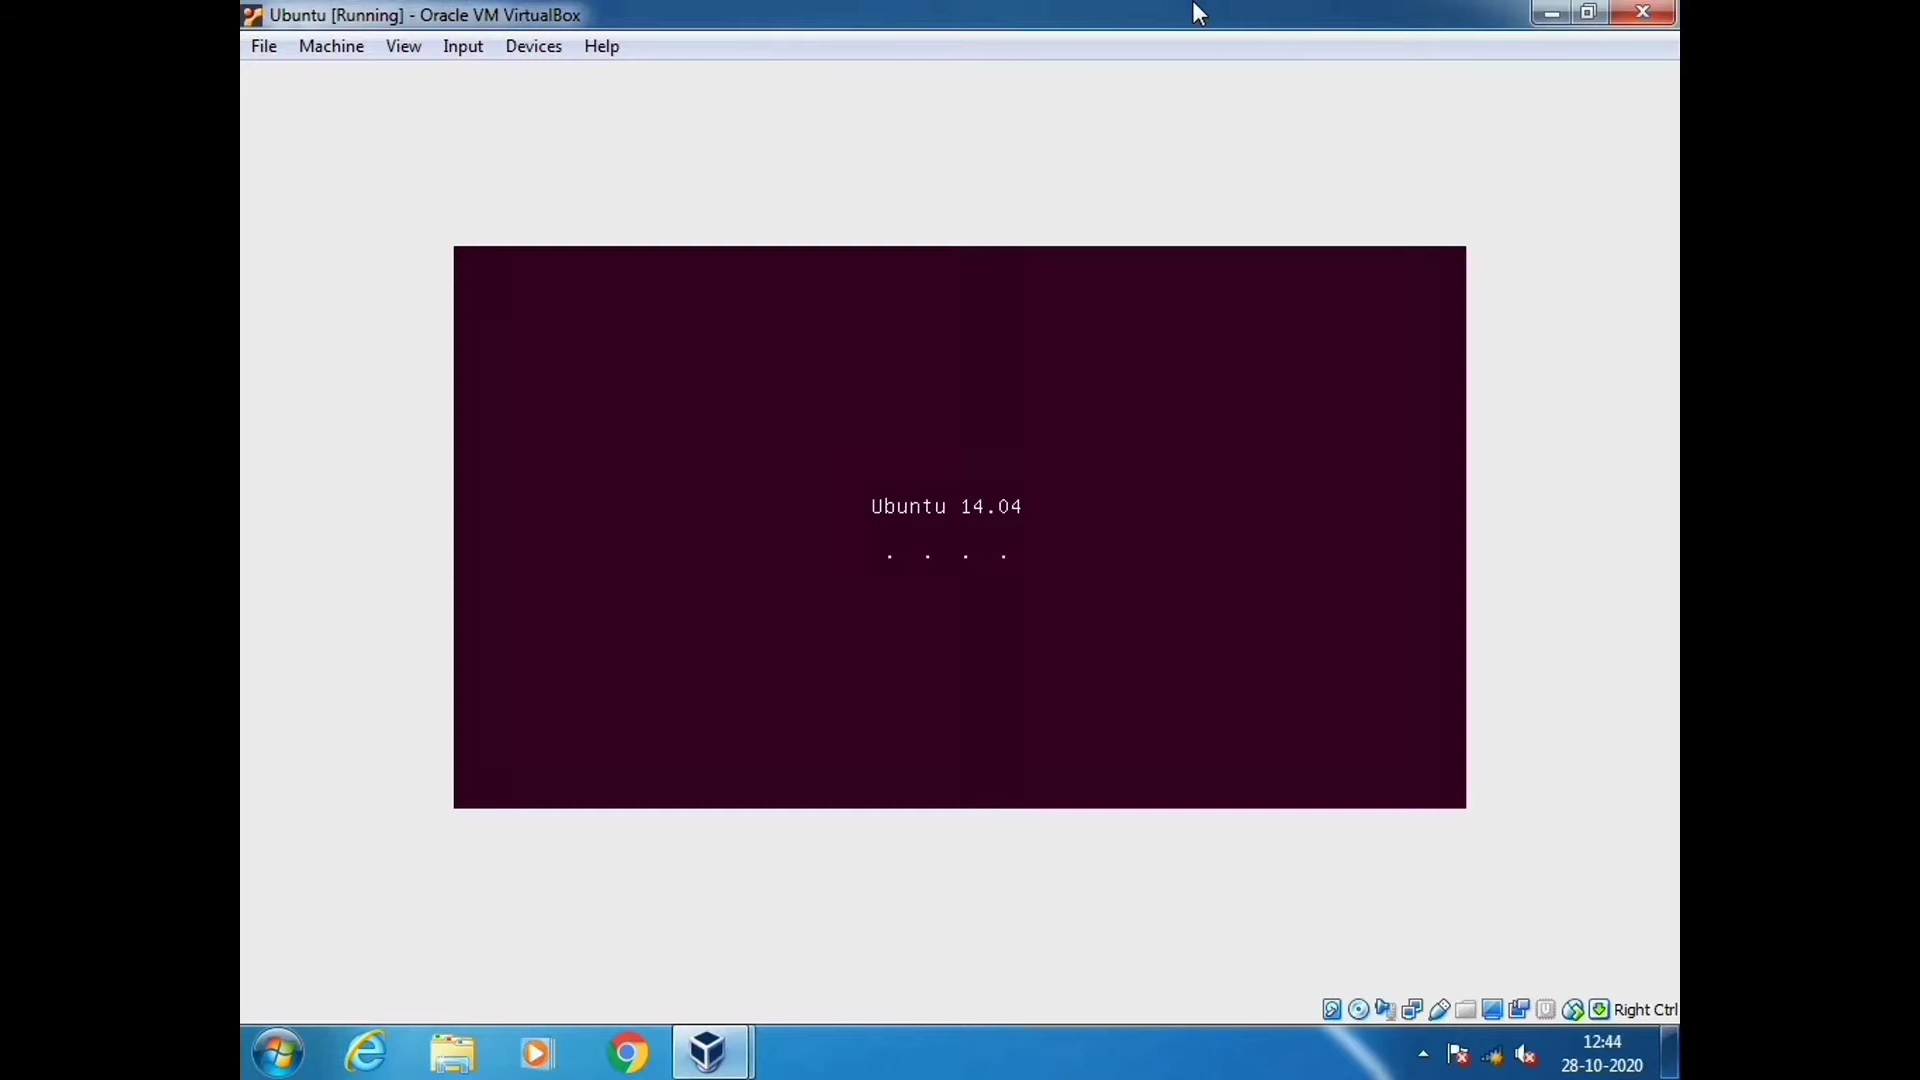 Ubuntu [Running] - Oracle VM VirtualBox
File Machine View Input Devices Help
Ubuntu 14.04
. . . .
Right Ctrl
12:44
28-10-2020